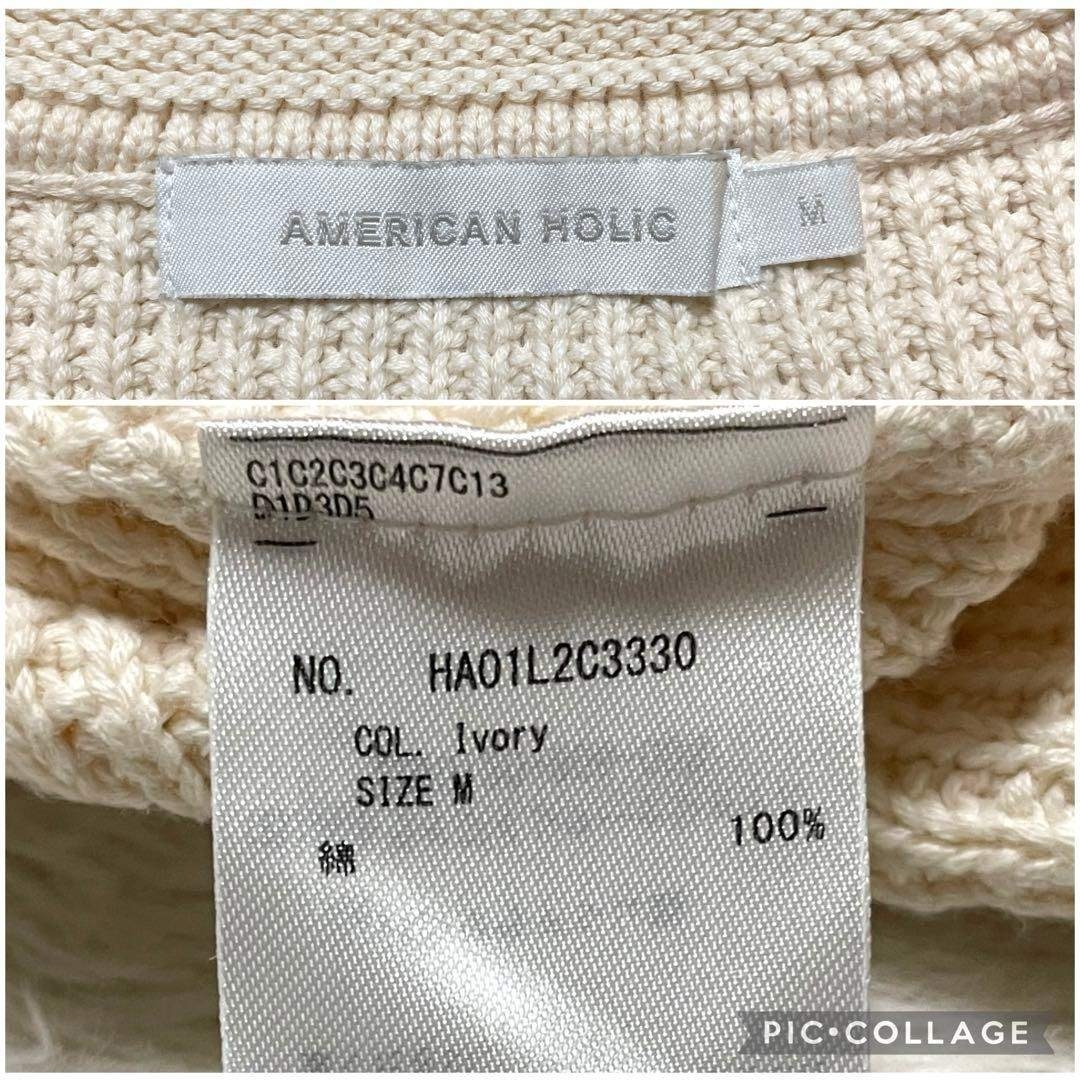 AMERICAN HOLIC
M
C1C2C3C4C7C13
D1D3D5
NO. HA01L2C3330
COL. Ivory
SIZE M
綿 100%
PIC•COLLAGE